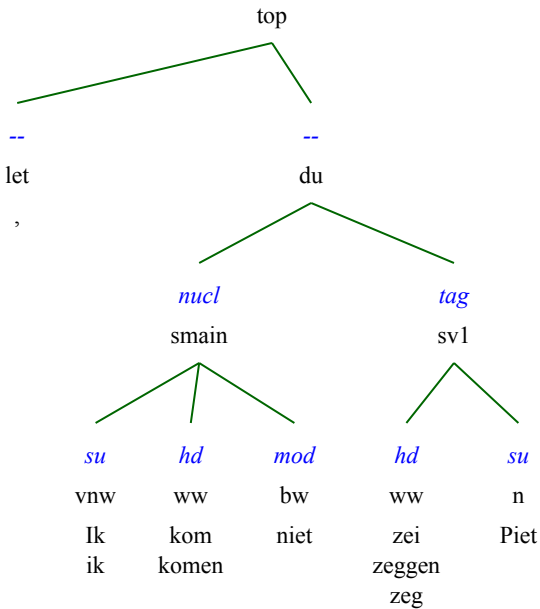 top
-- --
let du
,
nucl tag
smain sv1
su hd mod hd su
vnw ww bw ww n
Ik kom niet zei Piet
ik komen zeggen
zeg